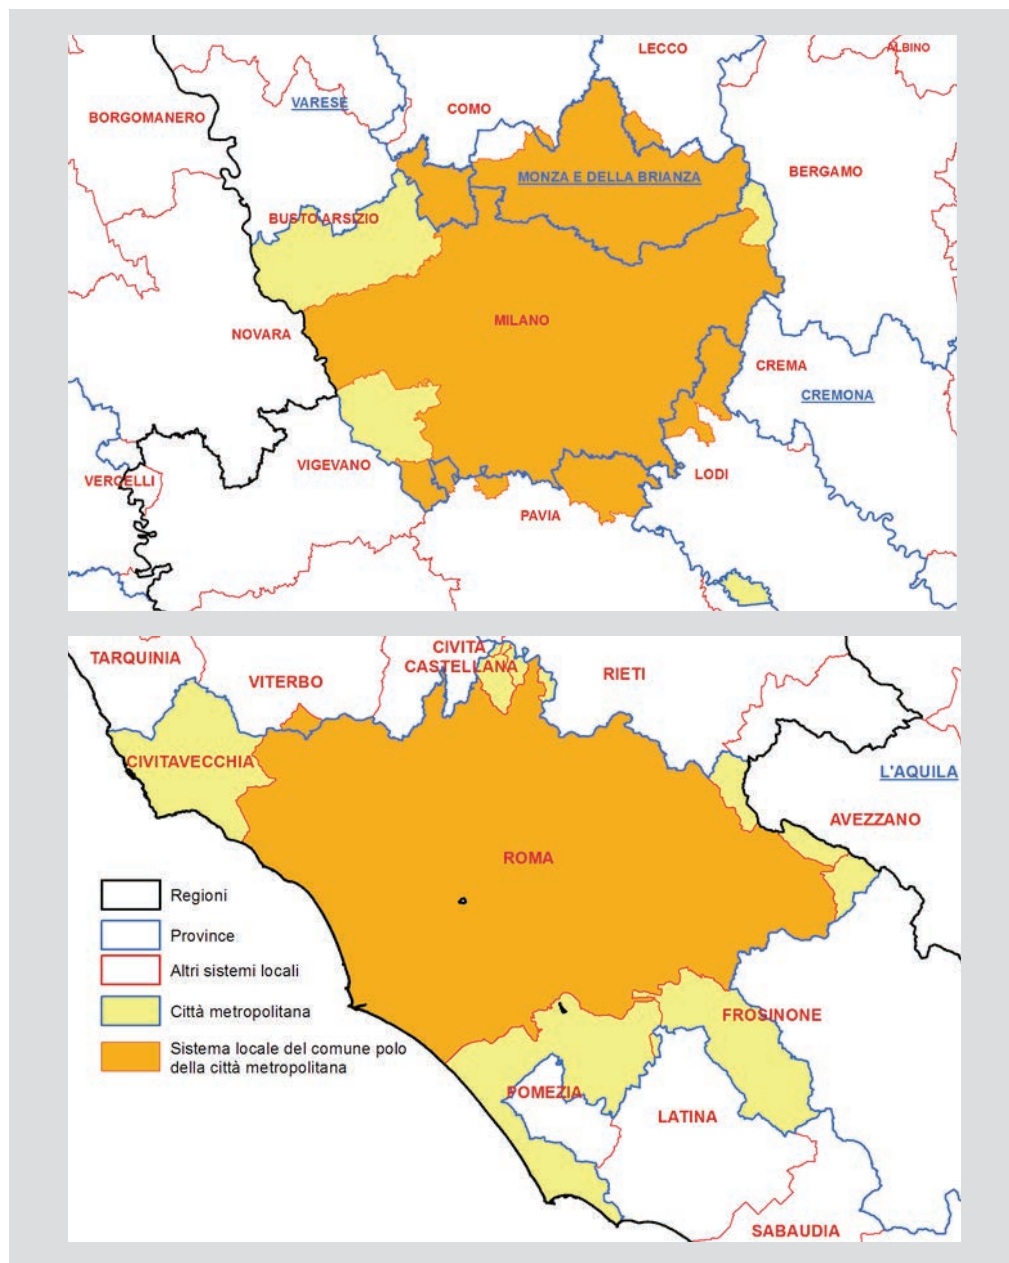 LECCO
ALBINO
VARESE
COMO
BORGOMANERO
MONZA E DELLA BRIANZA
BERGAMO
BUSTO ARSIZIO
MILANO
NOVARA
CREMA
CREMONA
VIGEVANO
LODI
VERCELLI
PAVIA
CIVITA
CASTELLANA
TARQUINIA
RIETI
VITERBO
CIVITAVECCHIA
L'AQUILA
AVEZZANO
ROMA
Regioni
Province
Altri sistemi locali
Città metropolitana
Sistema locale del comune polo
della città metropolitana
FROSINONE
POMEZIA
LATINA
SABAUDIA